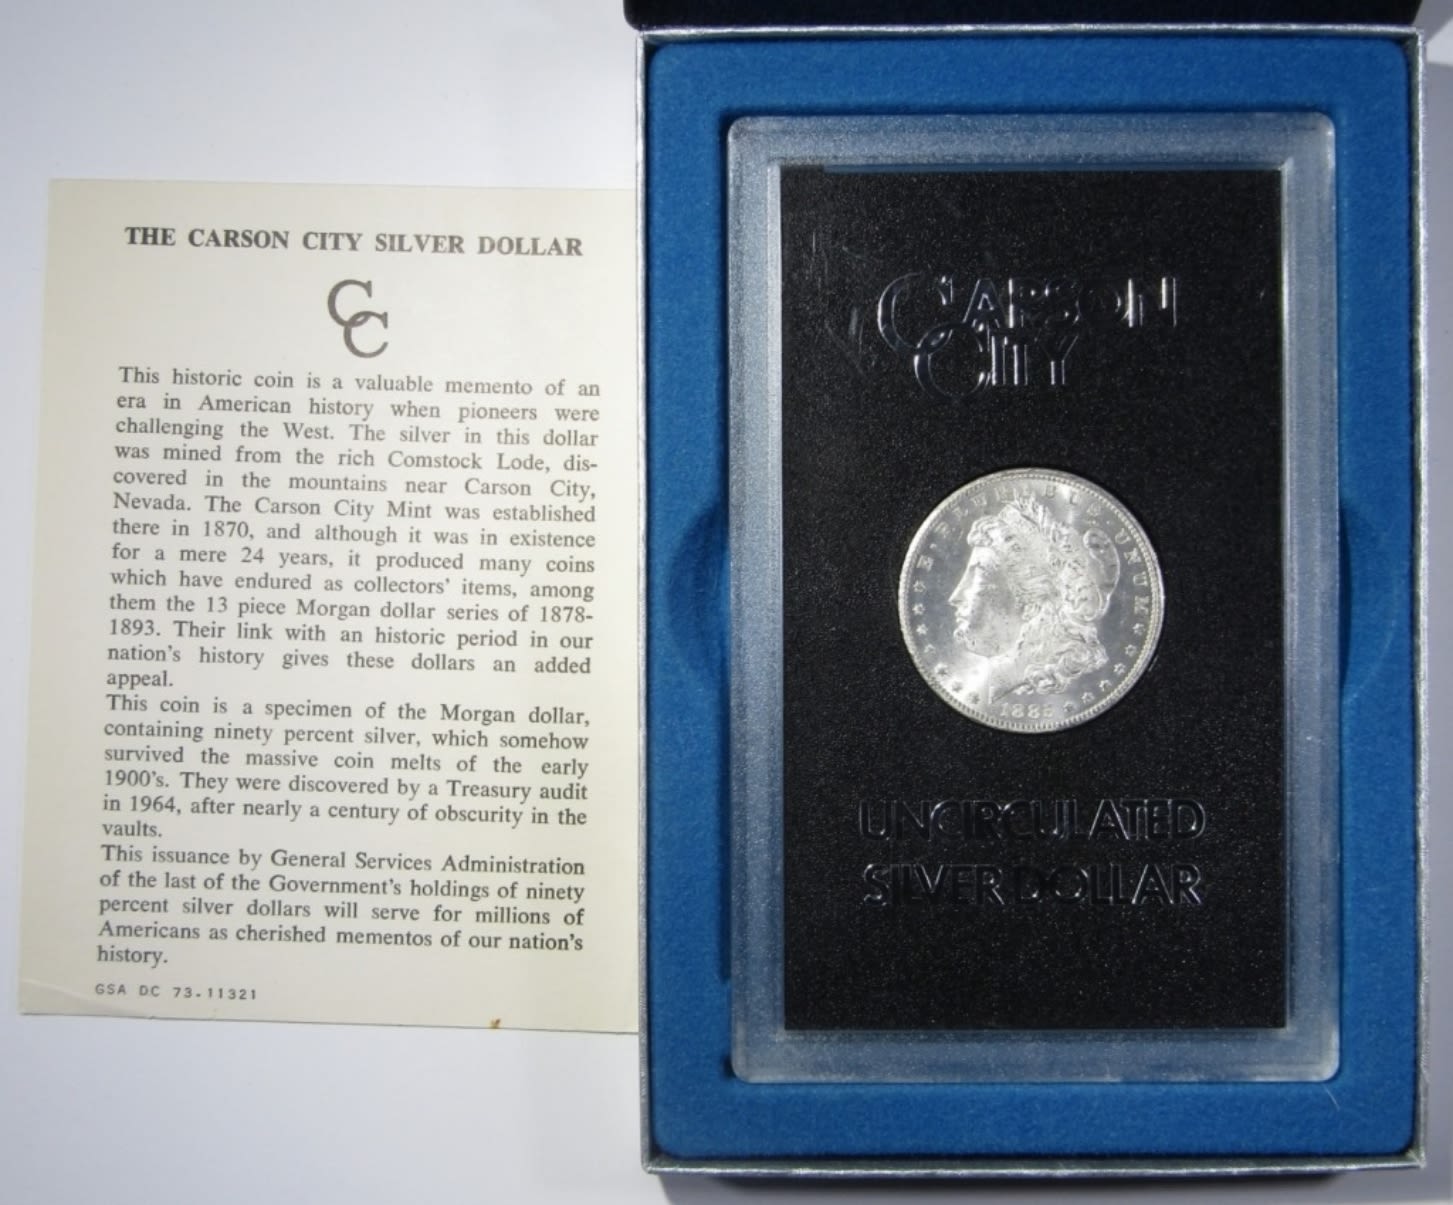 THE CARSON CITY SILVER DOLLAR
CC
This historic coin is a valuable memento of an
era in American history when pioneers were
challenging the West. The silver in this dollar
was mined from the rich Comstock Lode, dis-
covered in the mountains near Carson City,
Nevada. The Carson City Mint was established
there in 1870, and although it was in existence
for a mere 24 years, it produced many coins
which have endured as collectors' items, among
them the 13 piece Morgan dollar series of 1878-
1893. Their link with an historic period in our
nation's history gives these dollars an added
appeal.
This coin is a specimen of the Morgan dollar,
containing ninety percent silver, which somehow
survived the massive coin melts of the early
1900's. They were discovered by a Treasury audit
in 1964, after nearly a century of obscurity in the
vaults.
This issuance by General Services Administration
of the last of the Government's holdings of ninety
percent silver dollars will serve for millions of
Americans as cherished mementos of our nation's
history.
GSA DC 73-11321
CARSON
CITY
E·PLURIBUS·UNUM
1885
UNCIRCULATED
SILVER DOLLAR